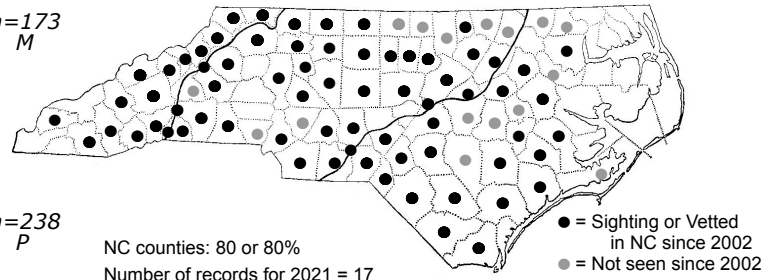 n=173
M
n=238
P
NC counties: 80 or 80%
Number of records for 2021 = 17
= Sighting or Vetted
in NC since 2002
= Not seen since 2002